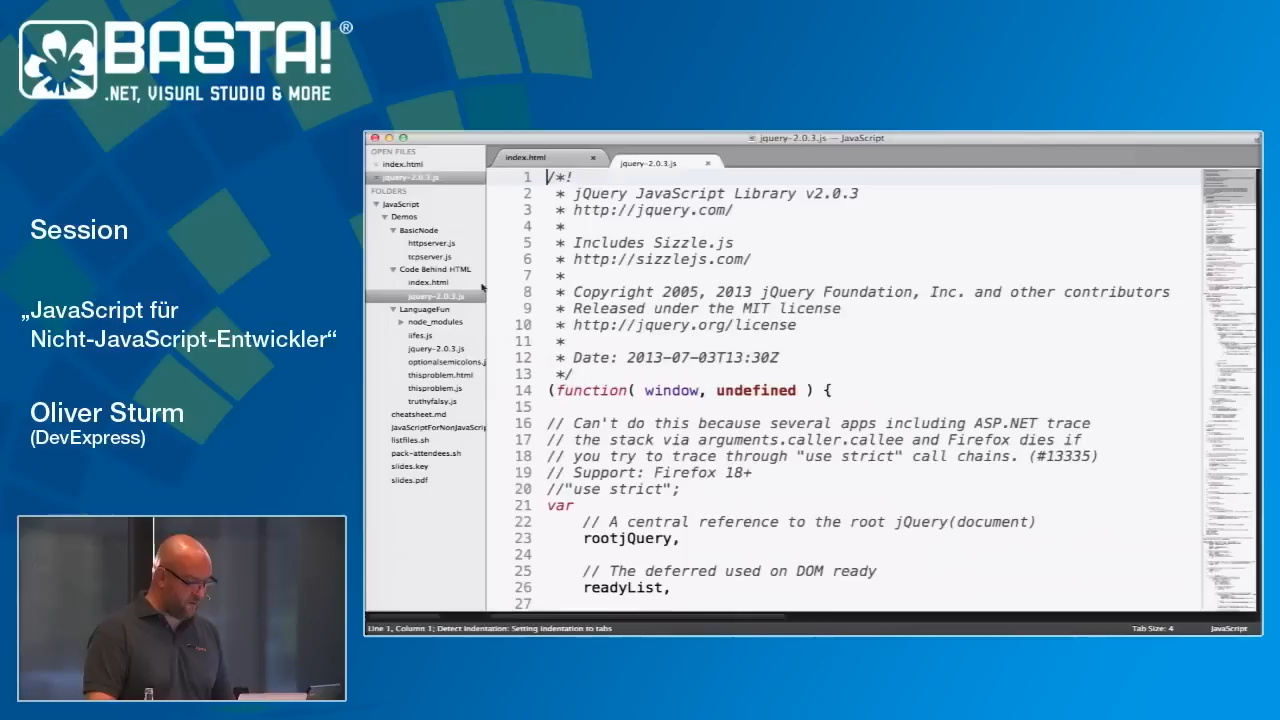 BASTA!®
.NET, VISUAL STUDIO & MORE
Session
„JavaScript für
Nicht-JavaScript-Entwickler“
Oliver Sturm
(DevExpress)
jquery-2.0.3.js — JavaScript
OPEN FILES
index.html
jquery-2.0.3.js
FOLDERS
JavaScript
Demos
BasicNode
httpserver.js
tcpserver.js
Code Behind HTML
index.html
jquery-2.0.3.js
LanguageFun
node_modules
iifes.js
jquery-2.0.3.js
optionalsemicolons.j
thisproblem.html
thisproblem.js
truthyfalsy.js
cheatsheet.md
JavaScriptForNonJavaScrip
listfiles.sh
pack-attendees.sh
slides.key
slides.pdf
index.html ×
jquery-2.0.3.js ×
1 /*!
2 * jQuery JavaScript Library v2.0.3
3 * http://jquery.com/
4 *
5 * Includes Sizzle.js
6 * http://sizzlejs.com/
7 *
8 * Copyright 2005, 2013 jQuery Foundation, Inc. and other contributors
9 * Released under the MIT license
10 * http://jquery.org/license
11 *
12 * Date: 2013-07-03T13:30Z
13 */
14 (function( window, undefined ) {
15
16 // Can't do this because several apps including ASP.NET trace
17 // the stack via arguments.caller.callee and Firefox dies if
18 // you try to trace through "use strict" call chains. (#13335)
19 // Support: Firefox 18+
20 //"use strict";
21 var
22 // A central reference to the root jQuery(document)
23 rootjQuery,
24
25 // The deferred used on DOM ready
26 readyList,
27
Line 1, Column 1; Detect Indentation: Setting indentation to tabs
Tab Size: 4
JavaScript